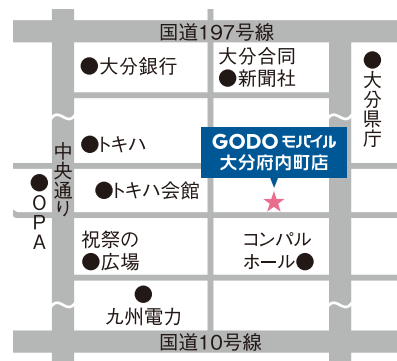 国道197号線
●大分銀行
大分合同
●新聞社
●大分県庁
●トキハ
GODOモバイル
大分府内町店
中央通り
●トキハ会館
●OPA
祝祭の
●広場
コンパル
ホール●
●
九州電力
国道10号線